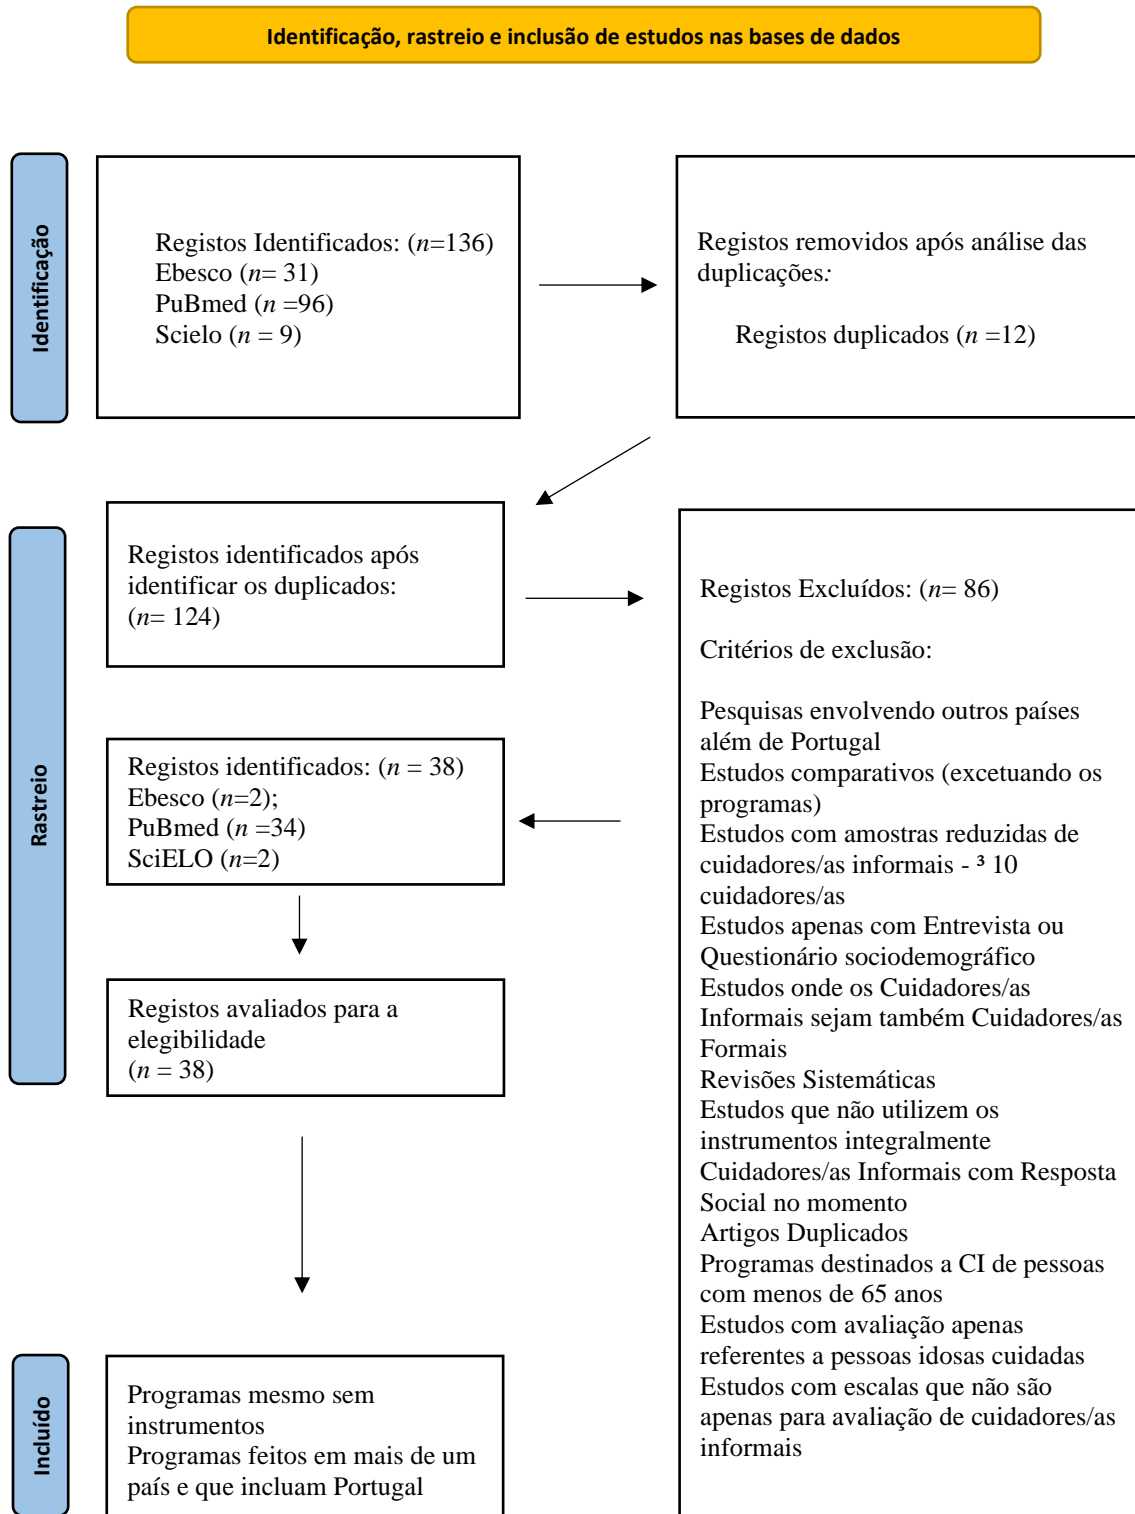 Identificação, rastreio e inclusão de estudos nas bases de dados
Identificação
Registos Identificados: (n=136)
Ebesco (n= 31)
PuBmed (n =96)
Scielo (n = 9)
Registos removidos após análise das
duplicações:
Registos duplicados (n =12)
Rastreio
Registos identificados após
identificar os duplicados:
(n= 124)
Registos Excluídos: (n= 86)
Critérios de exclusão:
Pesquisas envolvendo outros países
além de Portugal
Estudos comparativos (excetuando os
programas)
Estudos com amostras reduzidas de
cuidadores/as informais - ³ 10
cuidadores/as
Estudos apenas com Entrevista ou
Questionário sociodemográfico
Estudos onde os Cuidadores/as
Informais sejam também Cuidadores/as
Formais
Revisões Sistemáticas
Estudos que não utilizem os
instrumentos integralmente
Cuidadores/as Informais com Resposta
Social no momento
Artigos Duplicados
Programas destinados a CI de pessoas
com menos de 65 anos
Estudos com avaliação apenas
referentes a pessoas idosas cuidadas
Estudos com escalas que não são
apenas para avaliação de cuidadores/as
informais
Registos identificados: (n = 38)
Ebesco (n=2);
PuBmed (n =34)
SciELO (n=2)
Registos avaliados para a
elegibilidade
(n = 38)
Incluído
Programas mesmo sem
instrumentos
Programas feitos em mais de um
país e que incluam Portugal